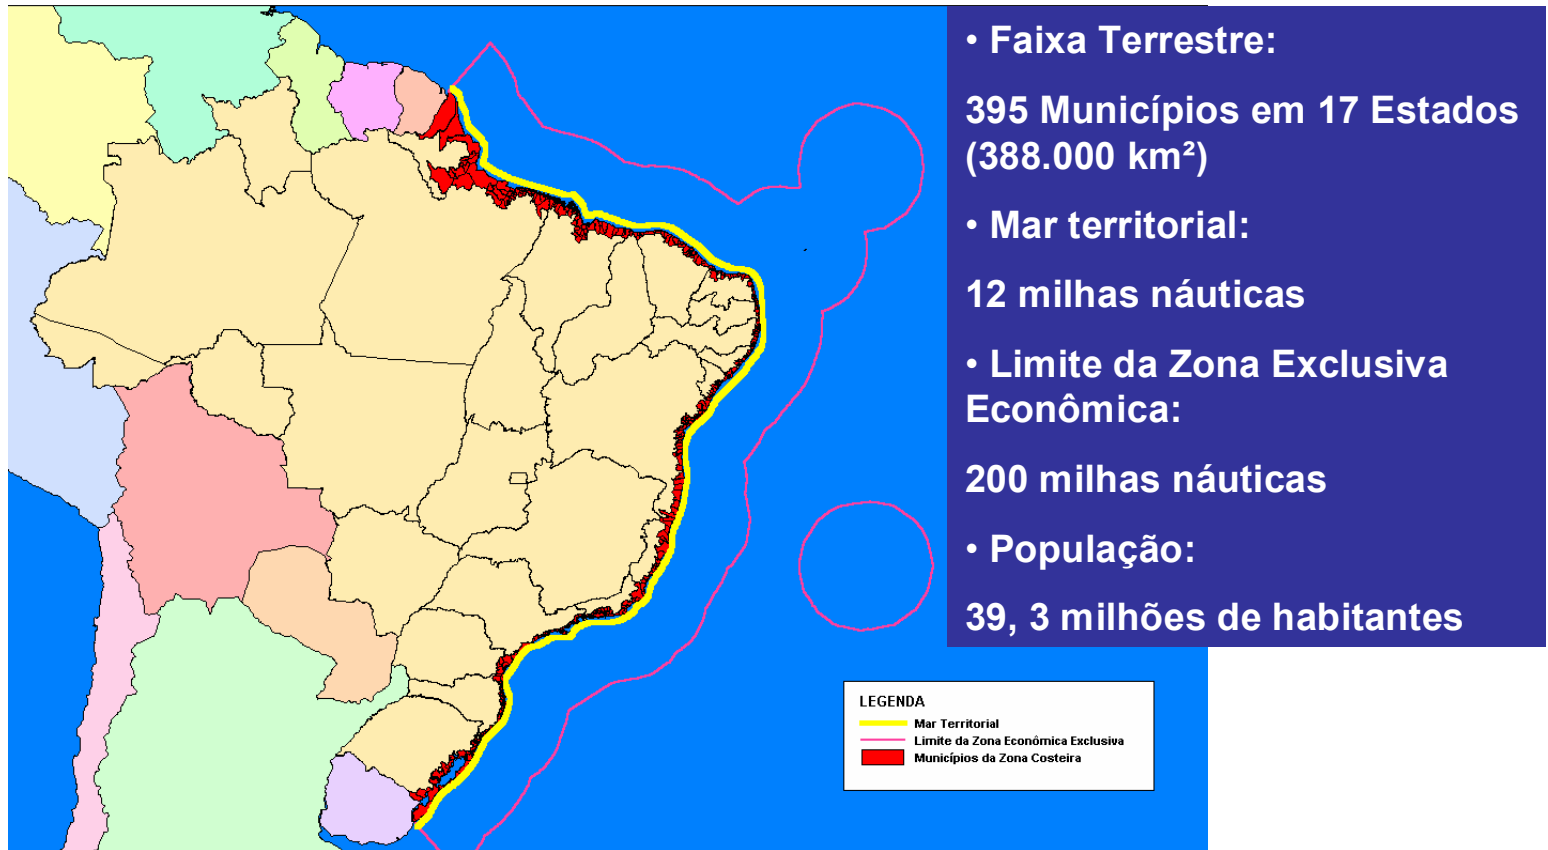 • Faixa Terrestre:
395 Municípios em 17 Estados
(388.000 km²)
• Mar territorial:
12 milhas náuticas
• Limite da Zona Exclusiva
Econômica:
200 milhas náuticas
• População:
39, 3 milhões de habitantes
LEGENDA
Mar Territorial
Limite da Zona Econômica Exclusiva
Municípios da Zona Costeira